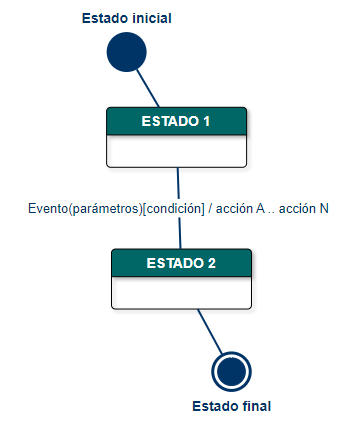 Estado inicial
ESTADO 1
Evento(parámetros)[condición] / acción A .. acción N
ESTADO 2
Estado final